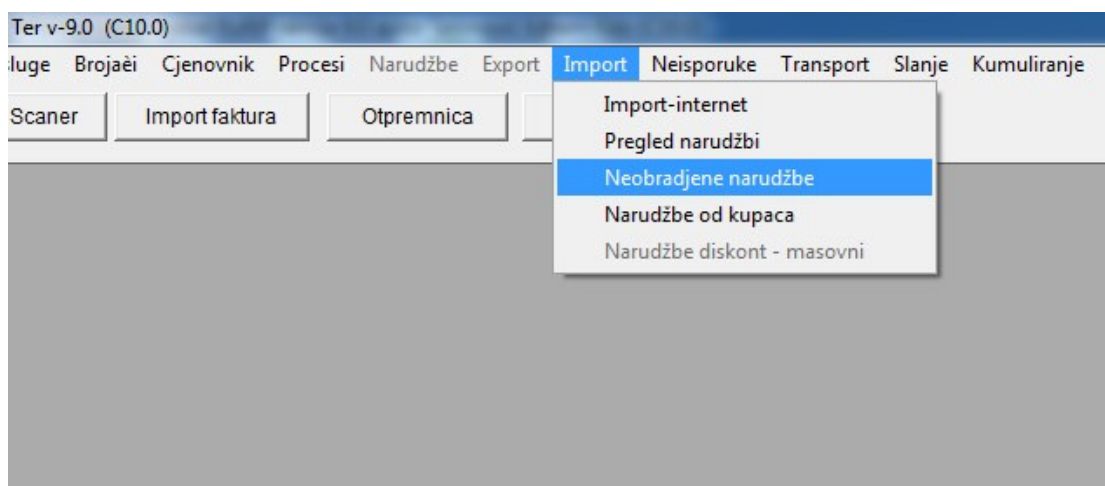 Ter v-9.0 (C10.0)
sluge Brojaèi Cjenovnik Procesi Narudžbe Export Import Neisporuke Transport Slanje Kumuliranje
Scaner Import faktura Otpremnica
Import-internet
Pregled narudžbi
Neobradjene narudžbe
Narudžbe od kupaca
Narudžbe diskont - masovni